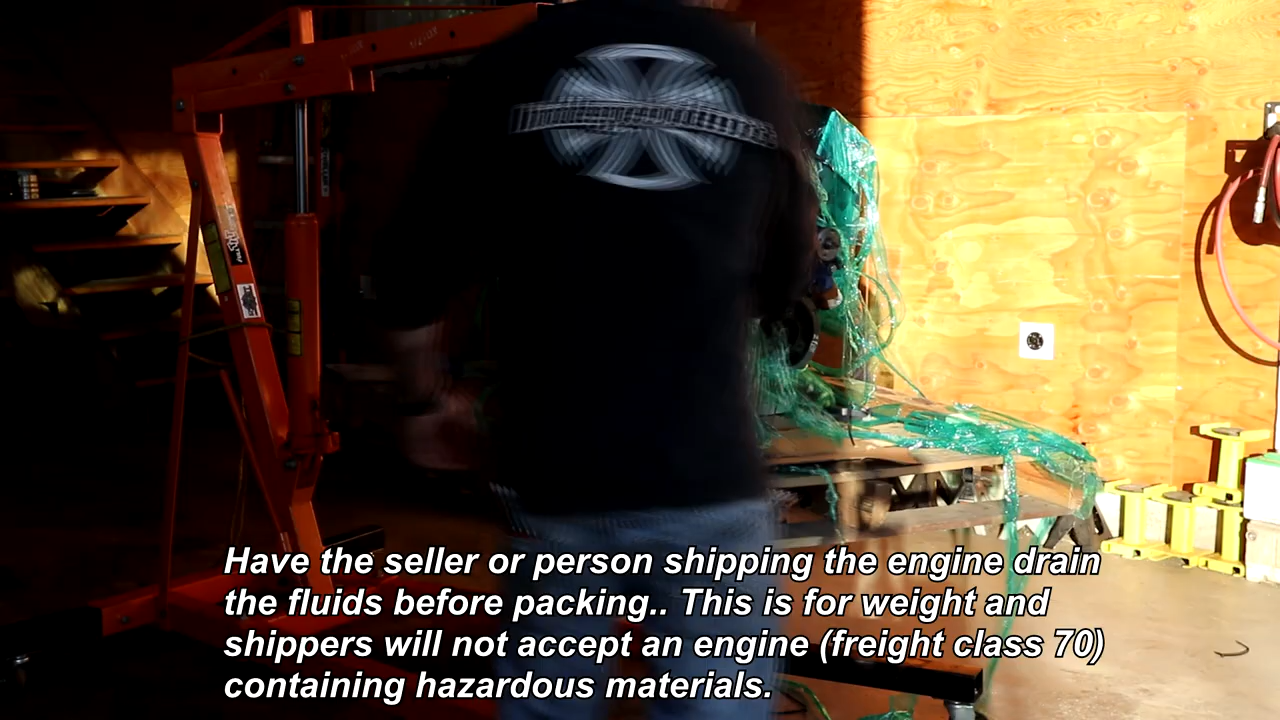 Have the seller or person shipping the engine drain
the fluids before packing.. This is for weight and
shippers will not accept an engine (freight class 70)
containing hazardous materials.